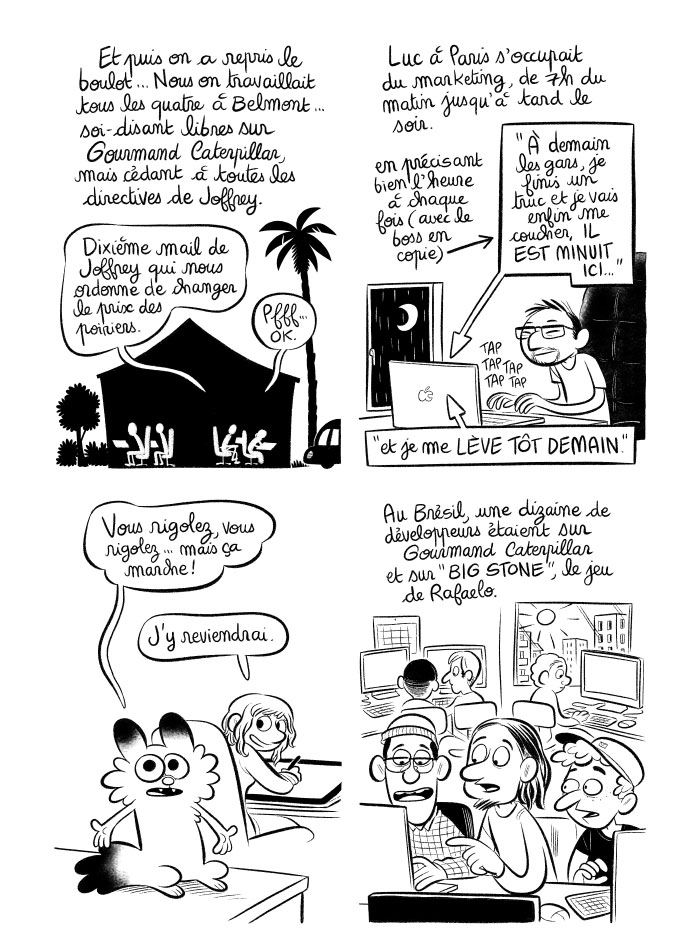 Et puis on a repris le
boulot... Nous on travaillait
tous les quatre à Belmont...
soi-disant libres sur
Gourmand Caterpillar,
mais cédant à toutes les
directives de Joffrey.
Dixième mail de
Joffrey qui nous
ordonne de changer
le prix des
poiriers.
Pfff...
OK.
Luc à Paris s'occupait
du marketing, de 7h du
matin jusqu'à tard le
soir.
en précisant
bien l'heure
à chaque
fois (avec le
boss en
copie)
"À demain
les gars, je
finis un
truc et je vais
enfin me
coucher, IL
EST MINUIT
ICI..."
TAP
TAP TAP
TAP TAP
"et je me LÈVE TÔT DEMAIN."
Vous rigolez, vous
rigolez... mais ça
marche!
J'y reviendrai.
Au Brésil, une dizaine de
développeurs étaient sur
Gourmand Caterpillar
et sur "BIG STONE", le jeu
de Rafaelo.